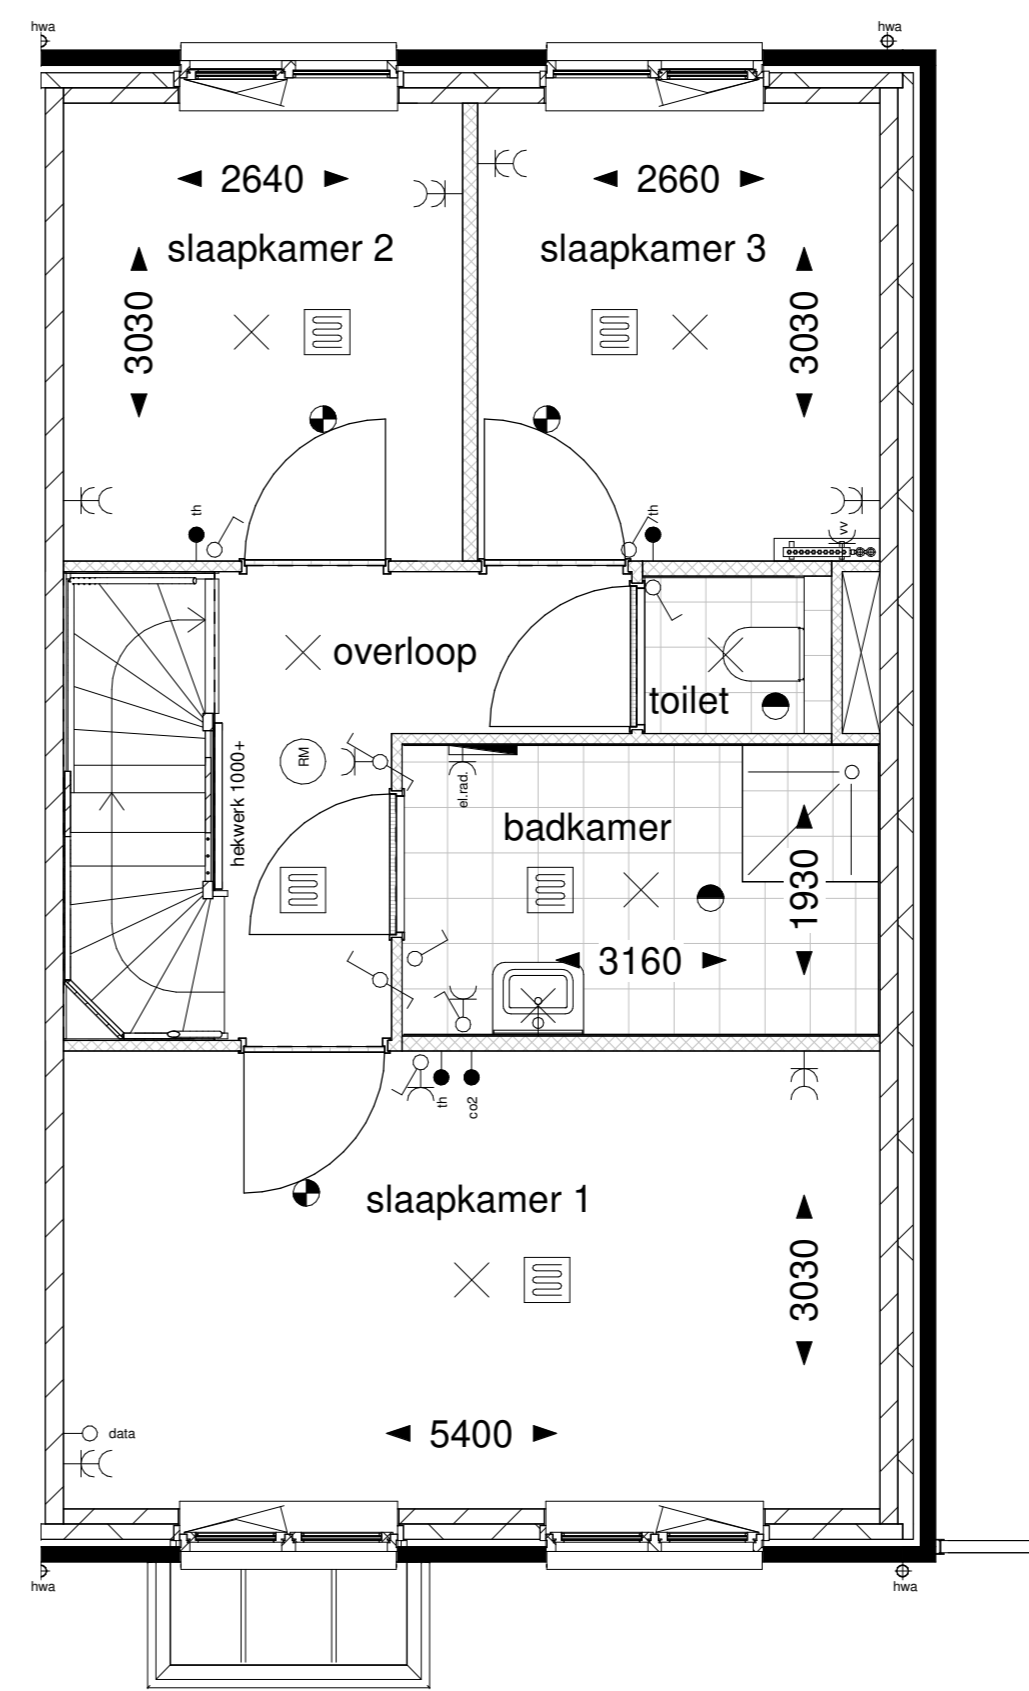 hwa
hwa
2640
2660
slaapkamer 2
slaapkamer 3
3030
3030
th
th
vv
overloop
toilet
RM
hekwerk 1000+
el.rad.
badkamer
1930
3160
th
co2
slaapkamer 1
3030
data
5400
hwa
hwa